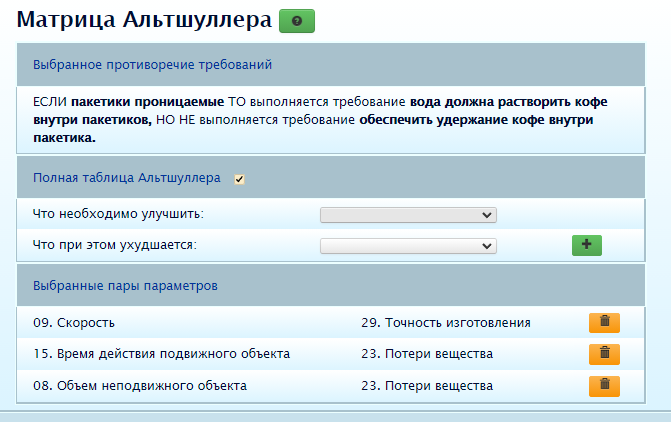 Матрица Альтшуллера
Выбранное противоречие требований
ЕСЛИ пакетики проницаемые ТО выполняется требование вода должна растворить кофе
внутри пакетиков, НО НЕ выполняется требование обеспечить удержание кофе внутри
пакетика.
Полная таблица Альтшуллера
Что необходимо улучшить:
Что при этом ухудшается:
Выбранные пары параметров
09. Скорость 29. Точность изготовления
15. Время действия подвижного объекта 23. Потери вещества
08. Объем неподвижного объекта 23. Потери вещества